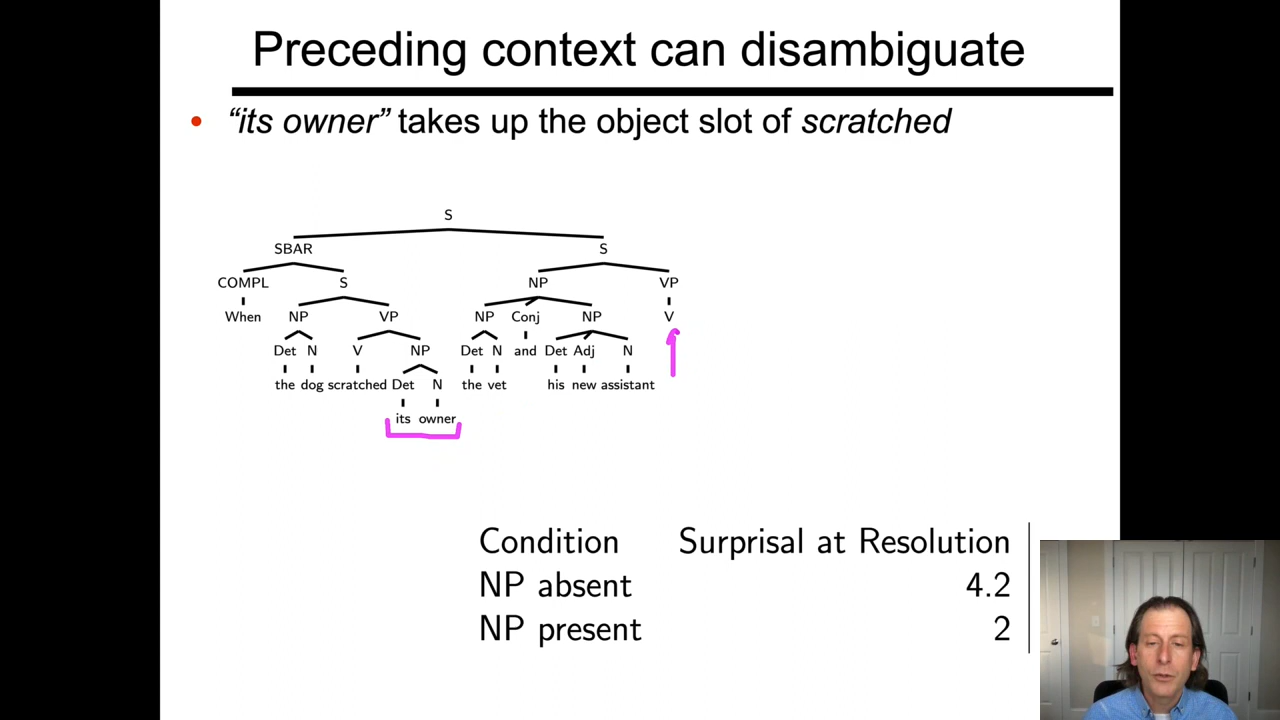 Preceding context can disambiguate
• “its owner” takes up the object slot of scratched
S
SBAR S
COMPL S NP VP
When NP VP NP Conj NP V
Det N V NP Det N and Det Adj N
the dog scratched Det N the vet his new assistant
its owner
Condition Surprisal at Resolution
NP absent 4.2
NP present 2